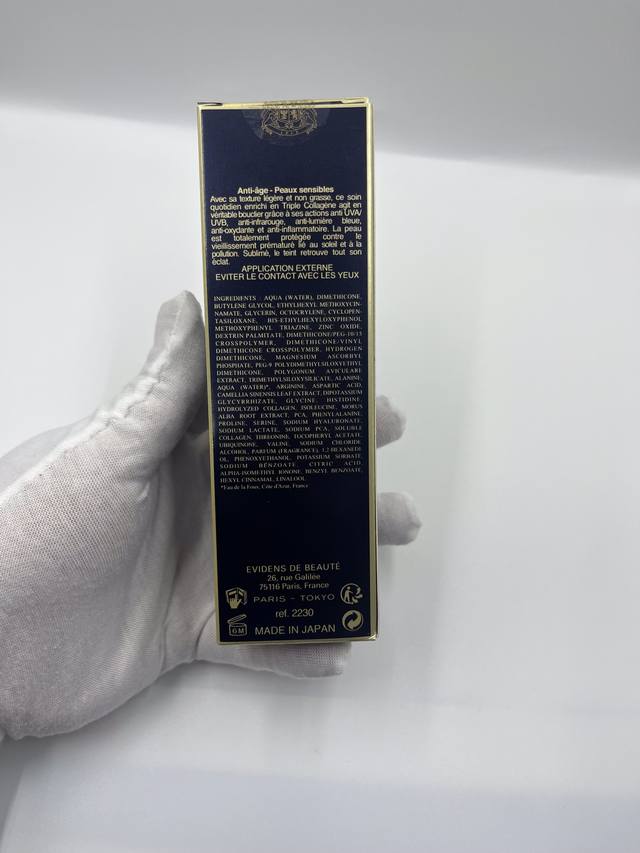 Anti-âge - Peaux sensibles
Avec sa texture légère et non grasse, ce soin
quotidien enrichi en Triple Collagène agit en
véritable bouclier grâce à ses actions anti UVA/
UVB, anti-infrarouge, anti-lumière bleue,
anti-oxydante et anti-inflammatoire. La peau
est totalement protégée contre le
vieillissement prématuré lié au soleil et à la
pollution. Sublimé, le teint retrouve tout son
éclat.
APPLICATION EXTERNE
EVITER LE CONTACT AVEC LES YEUX
INGREDIENTS : AQUA (WATER), DIMETHICONE,
BUTYLENE GLYCOL, ETHYLHEXYL METHOXYCIN-
NAMATE, GLYCERIN, OCTOCRYLENE, CYCLOPEN-
TASILOXANE, BIS-ETHYLHEXYLOXYPHENOL
METHOXYPHENYL TRIAZINE, ZINC OXIDE,
DEXTRIN PALMITATE, DIMETHICONE/PEG-10/15
CROSSPOLYMER, DIMETHICONE/VINYL
DIMETHICONE CROSSPOLYMER, HYDROGEN
DIMETHICONE, MAGNESIUM ASCORBYL
PHOSPHATE, PEG-9 POLYDIMETHYLSILOXYETHYL
DIMETHICONE, POLYGONUM AVICULARE
EXTRACT, TRIMETHYLSILOXYSILICATE, ALANINE,
AQUA (WATER)*, ARGININE, ASPARTIC ACID,
CAMELLIA SINENSIS LEAF EXTRACT, DIPOTASSIUM
GLYCYRRHIZATE, GLYCINE, HISTIDINE,
HYDROLYZED COLLAGEN, ISOLEUCINE, MORUS
ALBA ROOT EXTRACT, PCA, PHENYLALANINE,
PROLINE, SERINE, SODIUM HYALURONATE,
SODIUM LACTATE, SODIUM PCA, SOLUBLE
COLLAGEN, THREONINE, TOCOPHERYL ACETATE,
UBIQUINONE, VALINE, SODIUM CHLORIDE,
ALCOHOL, PARFUM (FRAGRANCE), 1,2-HEXANEDI
OL, PHENOXYETHANOL, POTASSIUM SORBATE,
SODIUM BENZOATE, CITRIC ACID,
ALPHA-ISOMETHYL IONONE, BENZYL BENZOATE,
HEXYL CINNAMAL, LINALOOL
*Eau de la Foux, Côte d'Azur, France
EVIDENS DE BEAUTÉ
26, rue Galilée
75116 Paris, France
PARIS - TOKYO
ref. 2230
6M MADE IN JAPAN